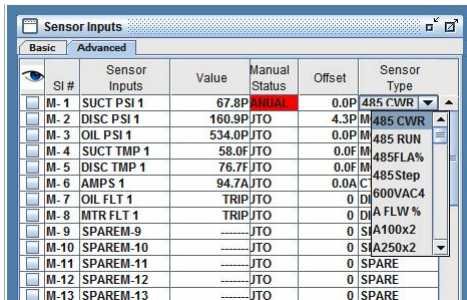 Sensor Inputs
Basic Advanced
SI # Sensor Inputs Value Manual Status Offset Sensor Type
M- 1 SUCT PSI 1 67.8P ANUAL 0.0P 485 CWR
M- 2 DISC PSI 1 160.9P JTO 4.3P 485 CWR
M- 3 OIL PSI 1 534.0P JTO 0.0P 485 RUN
M- 4 SUCT TMP 1 58.0F JTO 0.0F 485FLA%
M- 5 DISC TMP 1 76.7F JTO 0.0F 485Step
M- 6 AMPS 1 94.7A JTO 0.0A 600VAC4
M- 7 OIL FLT 1 TRIP JTO 0 A FLW %
M- 8 MTR FLT 1 TRIP JTO 0 A100x2
M- 9 SPAREM-9 ------- JTO 0 A250x2
M-10 SPAREM-10 ------- JTO 0
M-11 SPAREM-11 ------- JTO 0 SPARE
M-12 SPAREM-12 ------- JTO 0 SPARE
M-13 SPAREM-13 ------- JTO 0 SPARE